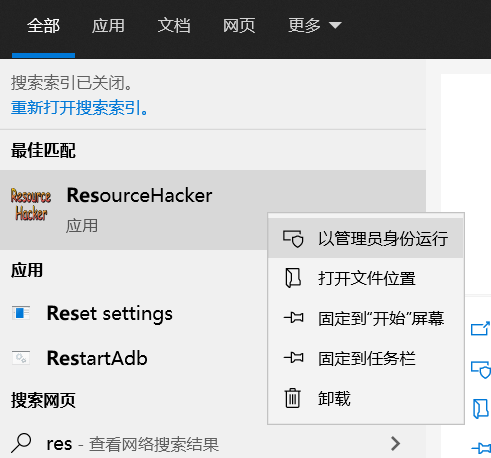 全部 应用 文档 网页 更多
搜索索引已关闭。
重新打开搜索索引。
最佳匹配
Resource
Hacker
ResourceHacker
应用
以管理员身份运行
打开文件位置
固定到“开始”屏幕
固定到任务栏
卸载
应用
Reset settings
RestartAdb
搜索网页
res - 查看网络搜索结果